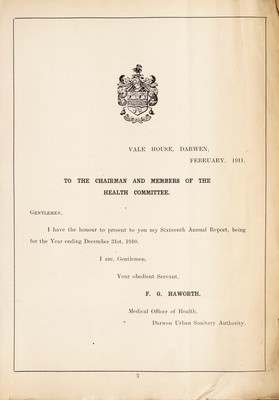 VALE HOUSE, DARWEN,
FEBRUARY, 1911.
TO THE CHAIRMAN AND MEMBERS OF THE
HEALTH COMMITTEE.
GENTLEMEN,
I have the honour to present to you my Sixteenth Annual Report, being
for the Year ending December 31st, 1910.
I am, Gentlemen,
Your obedient Servant,
F. G. HAWORTH,
Medical Officer of Health,
Darwen Urban Sanitary Authority.